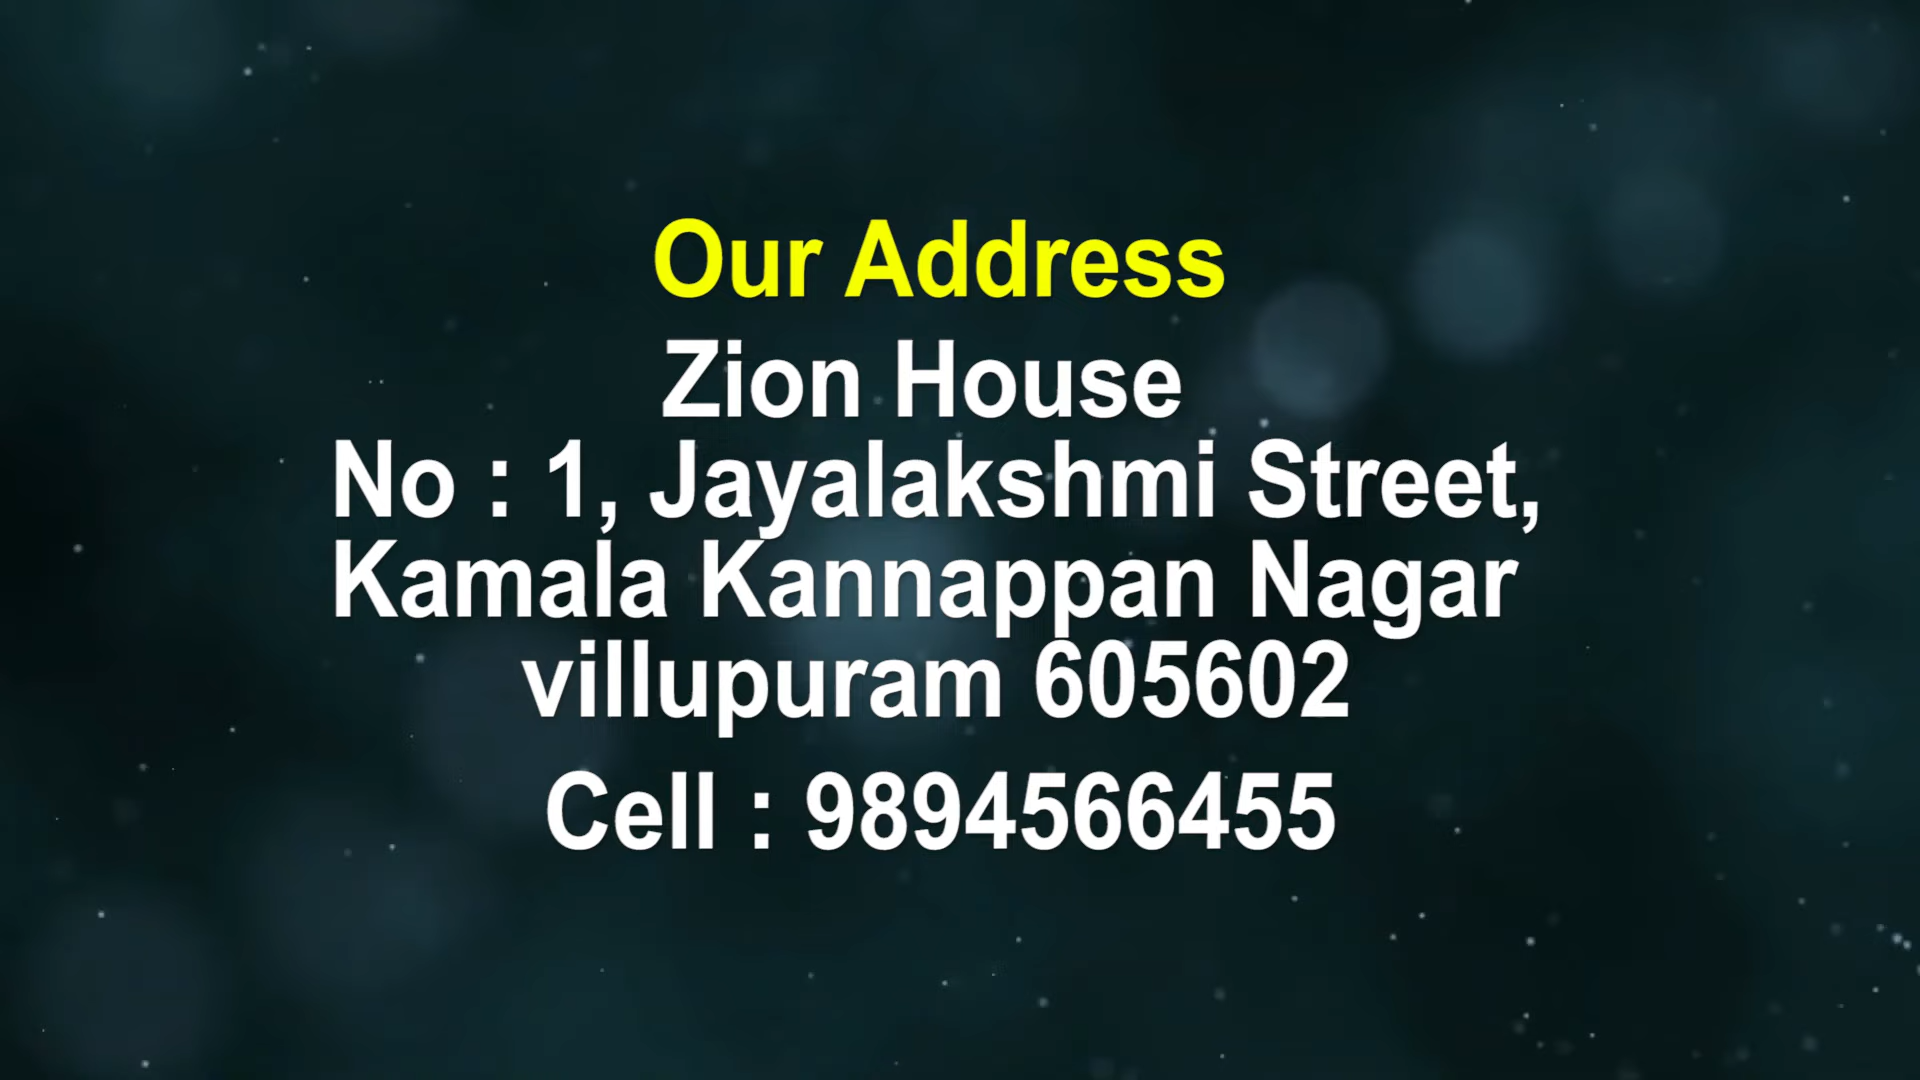 Our Address
Zion House
No : 1, Jayalakshmi Street,
Kamala Kannappan Nagar
villupuram 605602
Cell : 9894566455